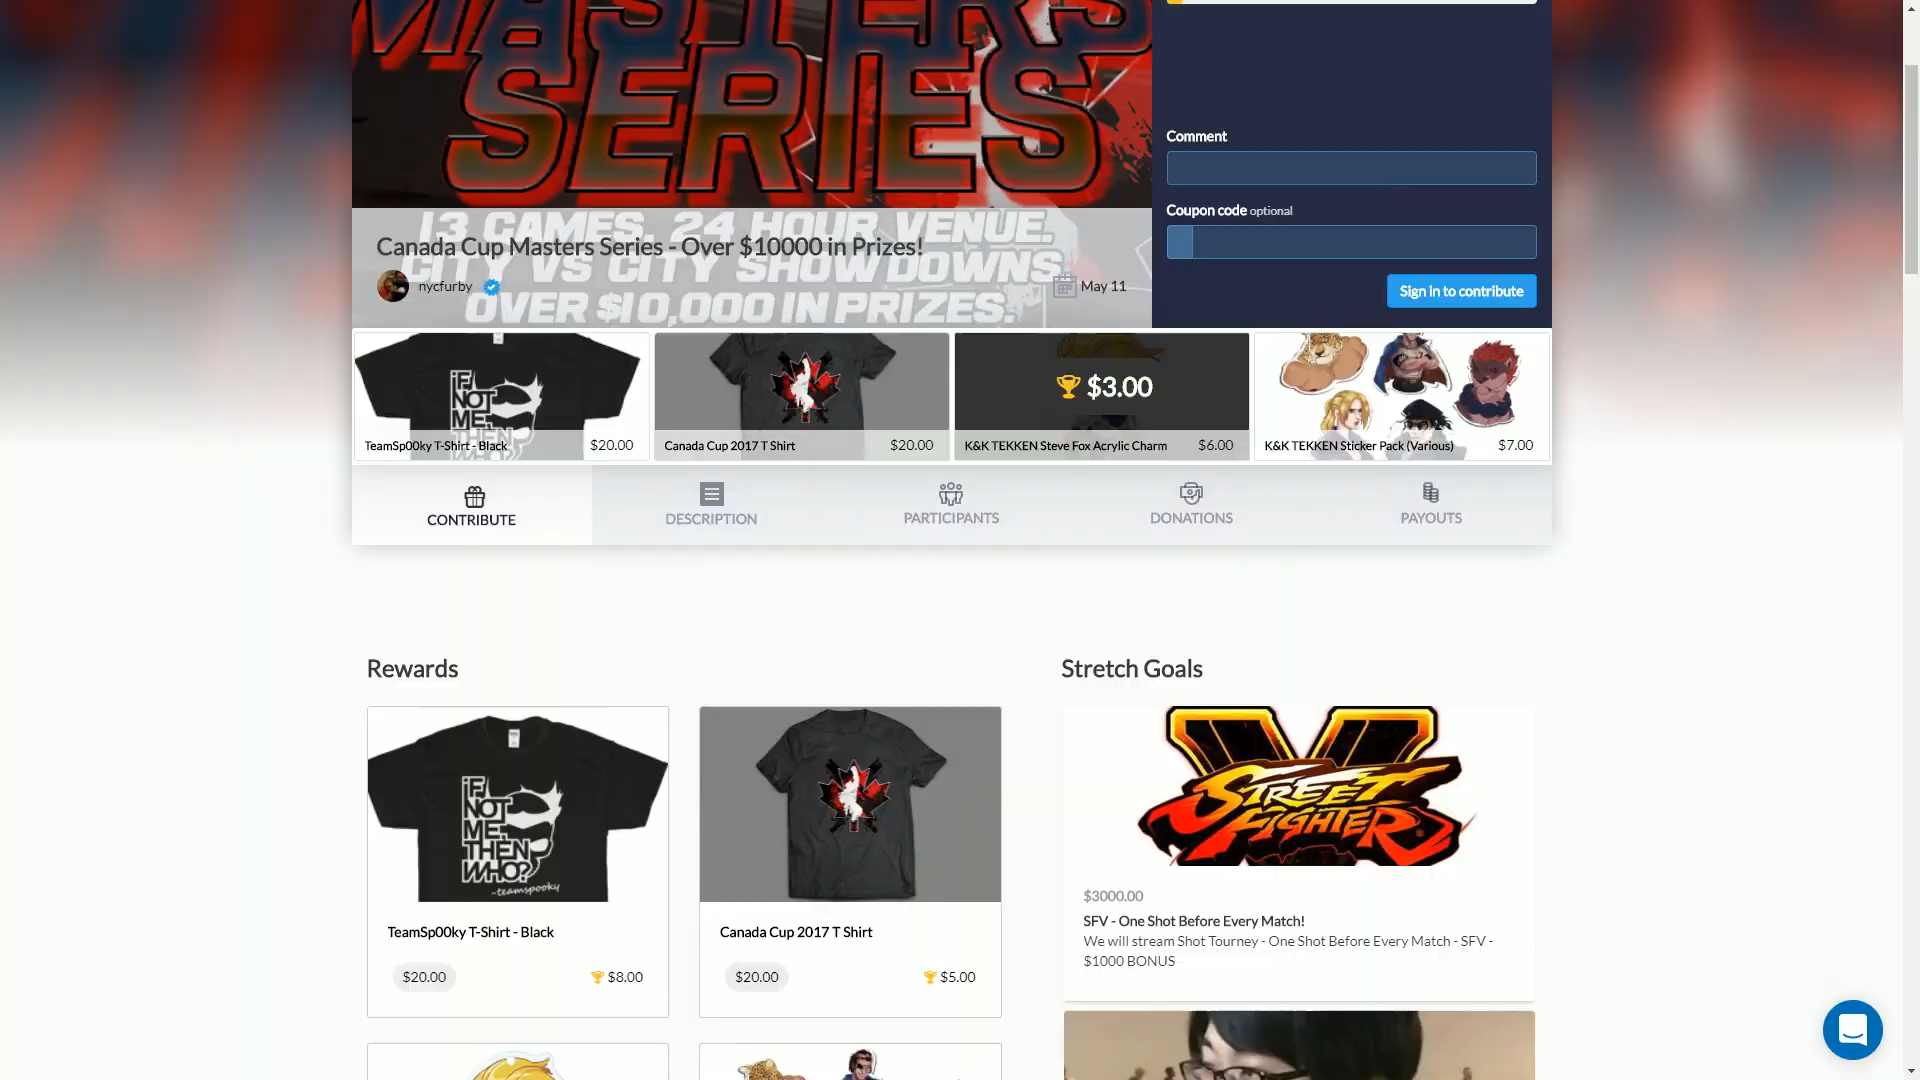 MASTERS
SERIES
13 GAMES. 24 HOUR VENUE.
CITY VS CITY SHOWDOWNS.
OVER $10,000 IN PRIZES.
Canada Cup Masters Series - Over $10000 in Prizes!
nycfurby
May 11
Comment
Coupon code optional
Sign in to contribute
IF
NOT
ME,
THEN
TeamSp00ky T-Shirt - Black $20.00
Canada Cup 2017 T Shirt $20.00
$3.00
K&K TEKKEN Steve Fox Acrylic Charm $6.00
K&K TEKKEN Sticker Pack (Various) $7.00
CONTRIBUTE
DESCRIPTION
PARTICIPANTS
DONATIONS
PAYOUTS
Rewards
IF
NOT
ME,
THEN
WHO?
-teamspooky
TeamSp00ky T-Shirt - Black
$20.00 $8.00
Canada Cup 2017 T Shirt
$20.00 $5.00
Stretch Goals
V
STREET
FIGHTER
$3000.00
SFV - One Shot Before Every Match!
We will stream Shot Tourney - One Shot Before Every Match - SFV -
$1000 BONUS